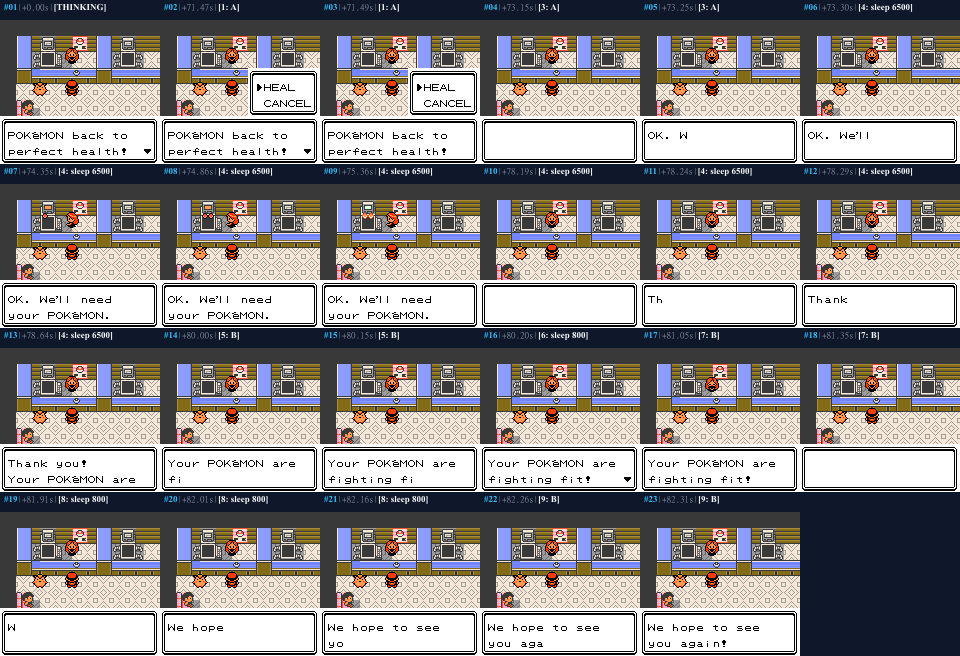 #01|+0.00s|[THINKING]
POKéMON back to
perfect health!
#02|+71.47s|[1: A]
HEAL
CANCEL
POKéMON back to
perfect health!
#03|+71.49s|[1: A]
HEAL
CANCEL
POKéMON back to
perfect health!
#04|+73.15s|[3: A]
#05|+73.25s|[3: A]
OK. W
#06|+73.30s|[4: sleep 6500]
OK. We'll
#07|+74.35s|[4: sleep 6500]
OK. We'll need
your POKéMON.
#08|+74.86s|[4: sleep 6500]
OK. We'll need
your POKéMON.
#09|+75.36s|[4: sleep 6500]
OK. We'll need
your POKéMON.
#10|+78.19s|[4: sleep 6500]
#11|+78.24s|[4: sleep 6500]
Th
#12|+78.29s|[4: sleep 6500]
Thank
#13|+78.64s|[4: sleep 6500]
Thank you!
Your POKéMON are
#14|+80.00s|[5: B]
Your POKéMON are
fi
#15|+80.15s|[5: B]
Your POKéMON are
fighting fi
#16|+80.20s|[6: sleep 800]
Your POKéMON are
fighting fit!
#17|+81.05s|[7: B]
Your POKéMON are
fighting fit!
#18|+81.35s|[7: B]
#19|+81.91s|[8: sleep 800]
W
#20|+82.01s|[8: sleep 800]
We hope
#21|+82.16s|[8: sleep 800]
We hope to see
yo
#22|+82.26s|[9: B]
We hope to see
you aga
#23|+82.31s|[9: B]
We hope to see
you again!